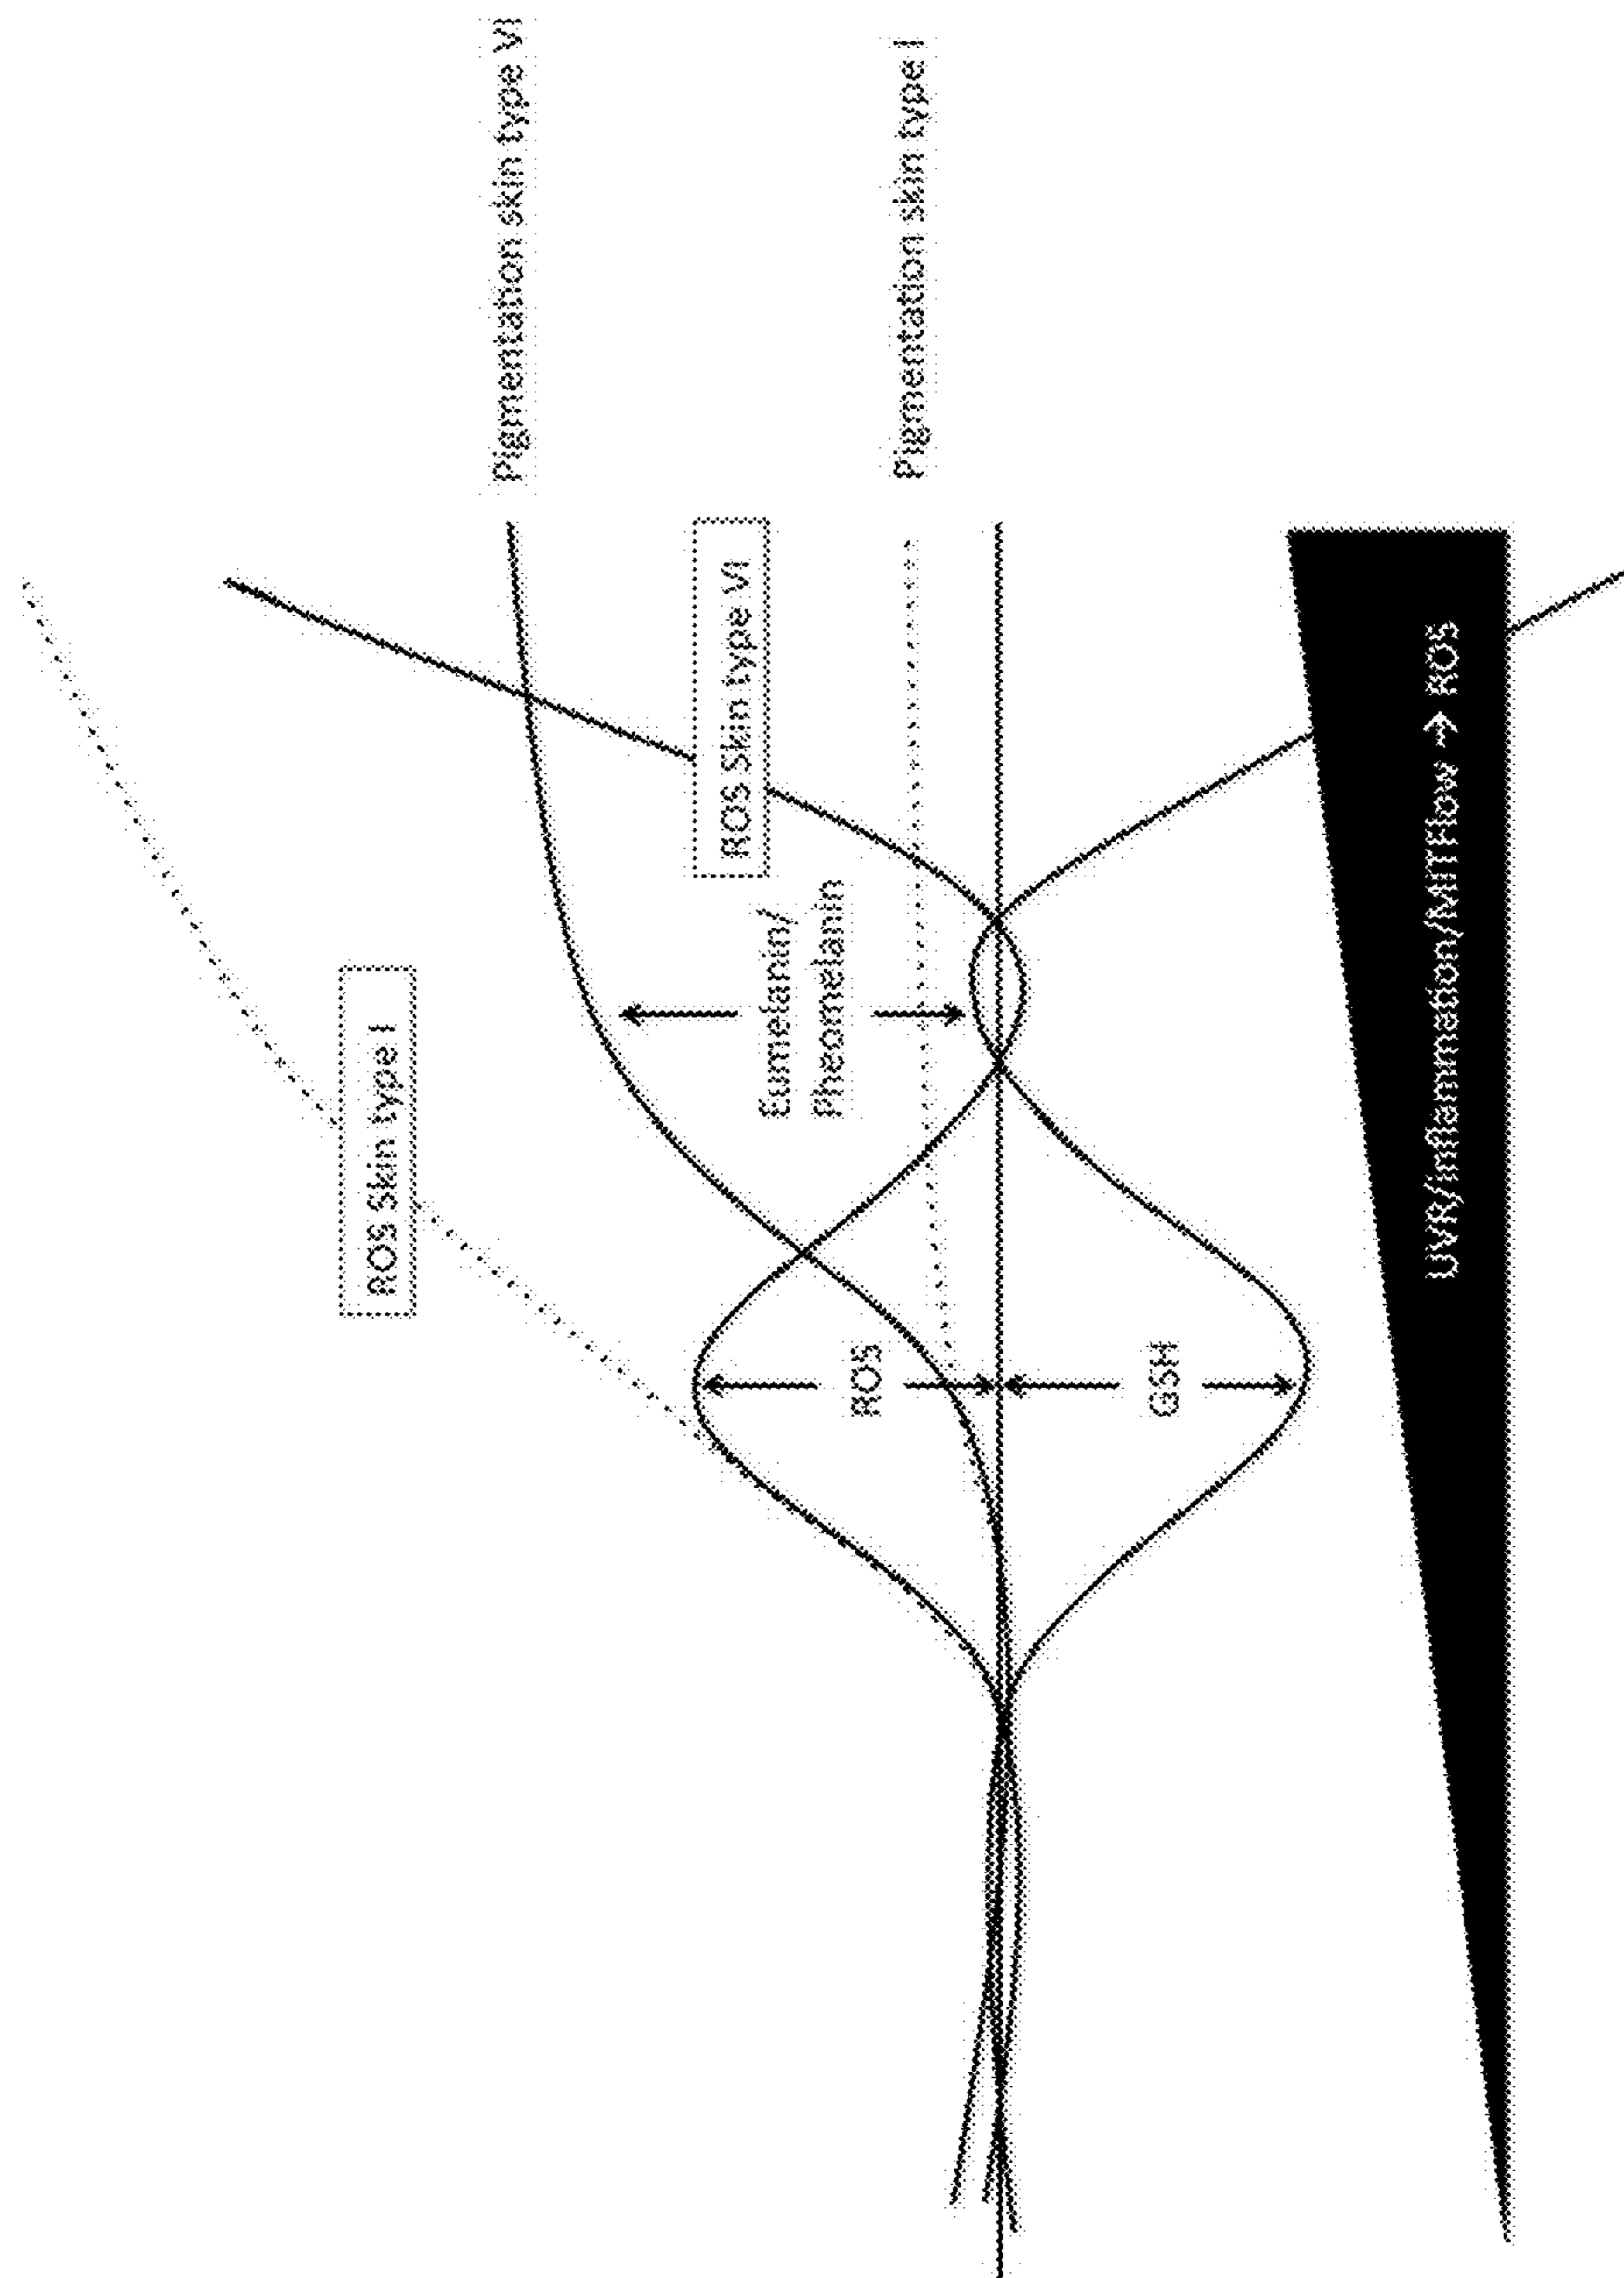 Pigmentation skin type VI
Pigmentation skin type I
ROS Skin type I
ROS Skin type VI
Eumelanin/
Pheomelanin
ROS
GSH
UVR/inflammation/MITFlow → ROS